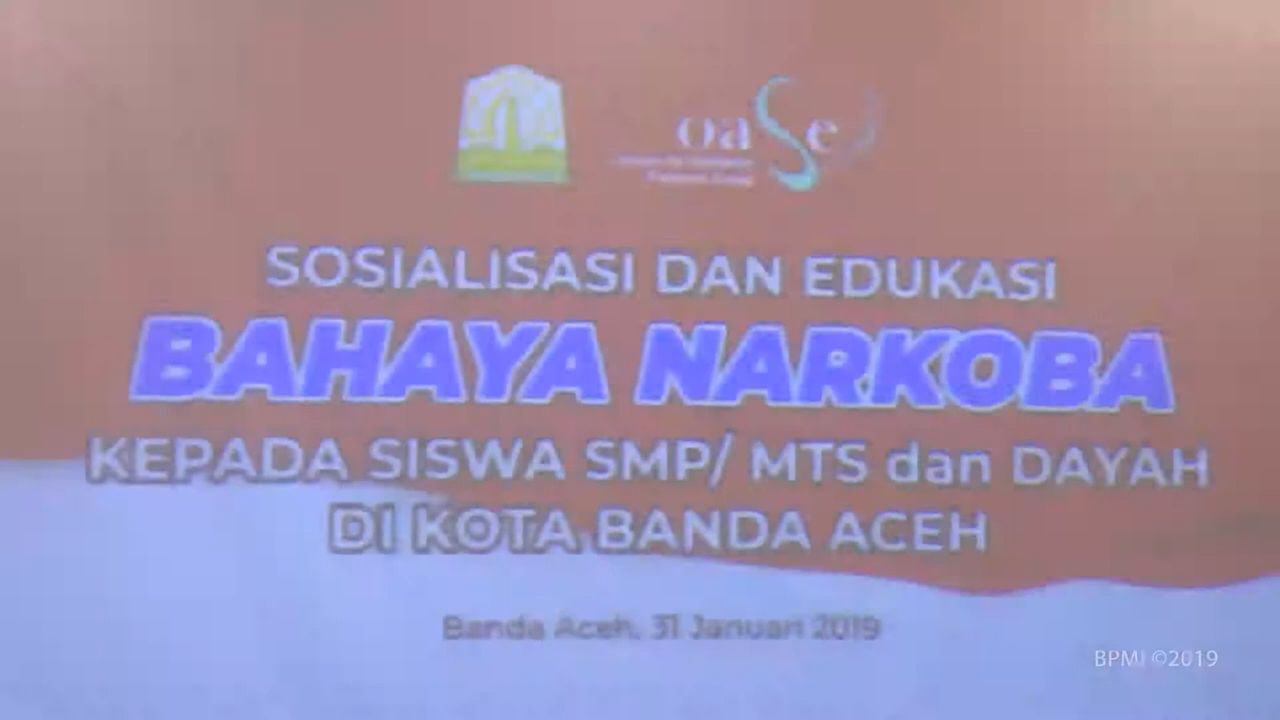 oase
SOSIALISASI DAN EDUKASI
BAHAYA NARKOBA
KEPADA SISWA SMP/ MTS dan DAYAH
DI KOTA BANDA ACEH
Banda Aceh, 31 Januari 2019
BPMI ©2019